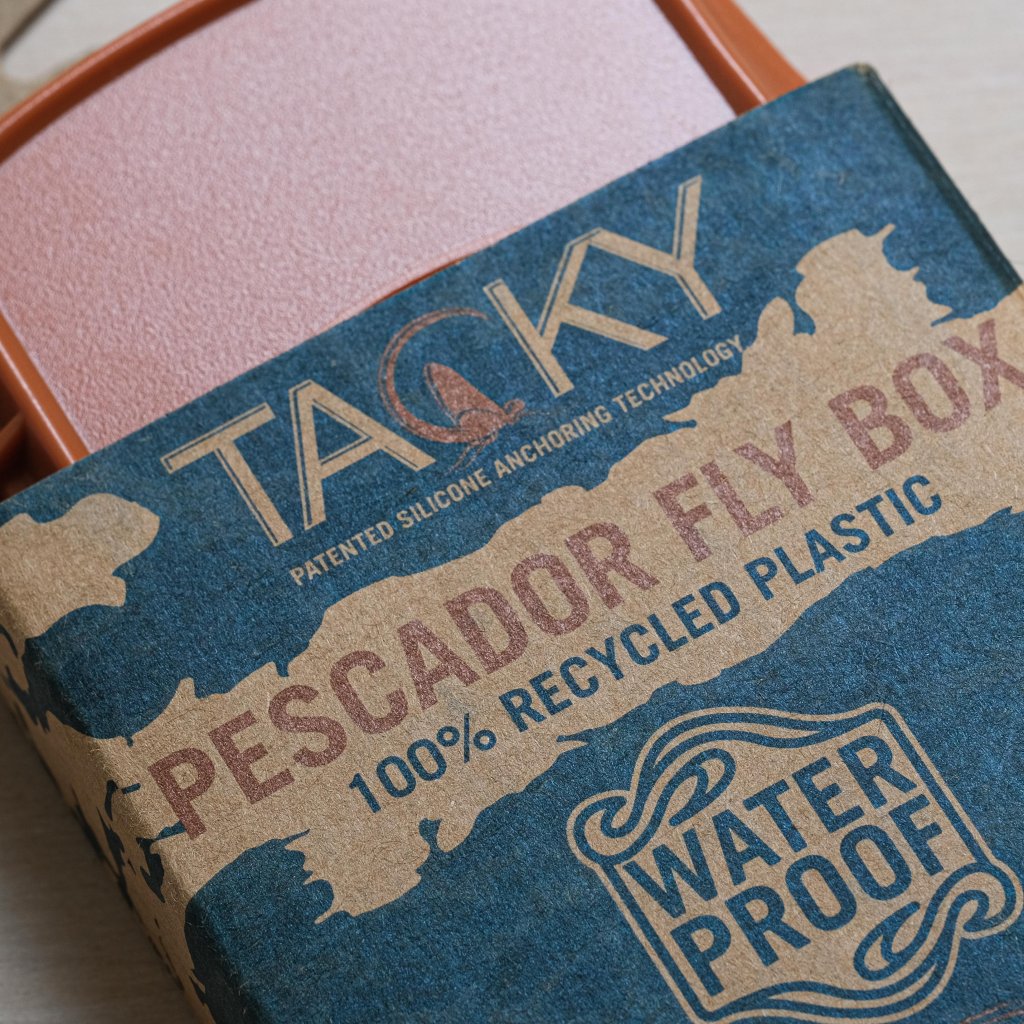 TACKY
PATENTED SILICONE ANCHORING TECHNOLOGY
PESCADOR FLY BOX
100% RECYCLED PLASTIC
WATER
PROOF